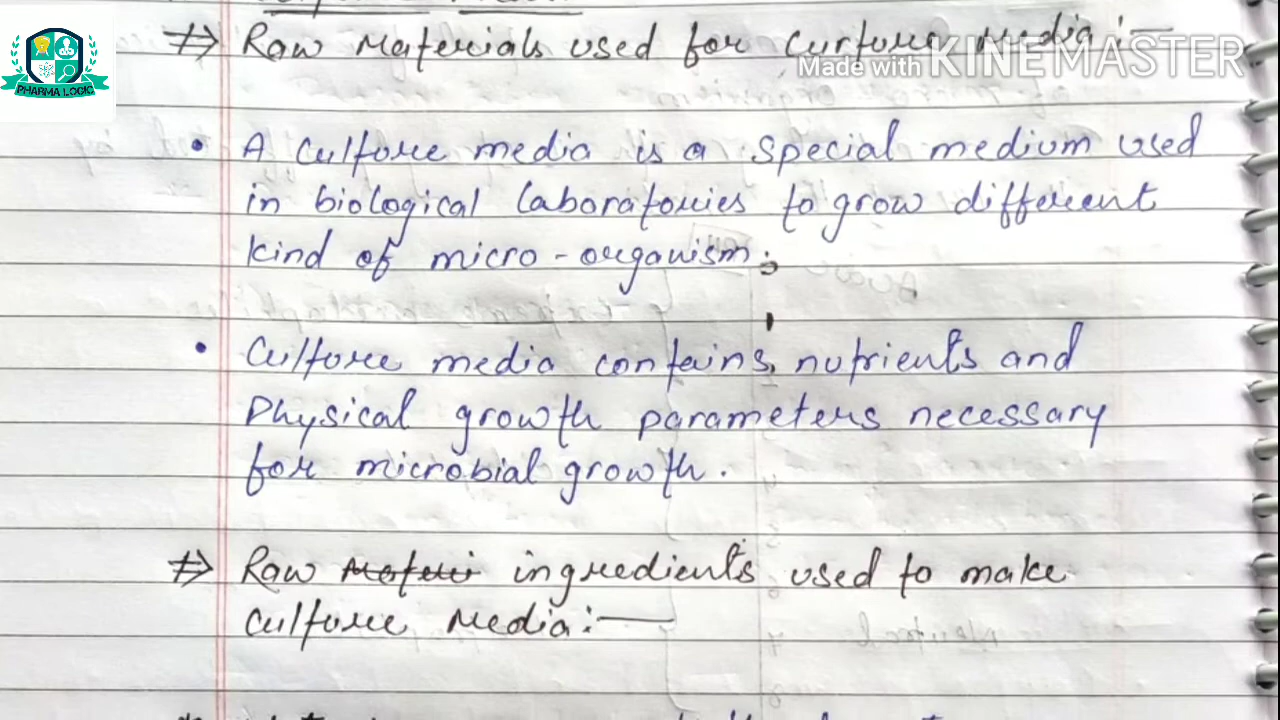 ⇒ Raw Materials used for Culture media :-
Made with KINEMASTER
PHARMA LOGIC
• A Culture media is a special medium used
in biological laboratories to grow different
kind of micro-organism.
• Culture media contains, nutrients and
Physical growth parameters necessary
for microbial growth.
⇒ Raw ingredients used to make
culture Media:-